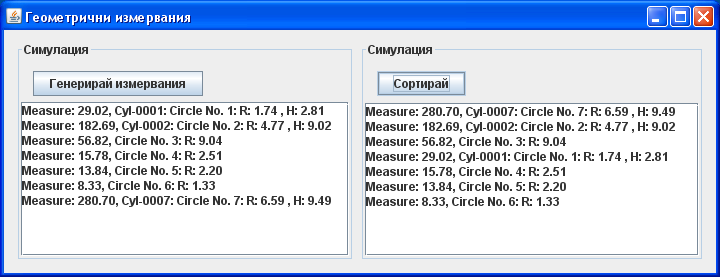 Геометрични измервания
Симулация
Генерирай измервания
Measure: 29.02, Cyl-0001: Circle No. 1: R: 1.74 , H: 2.81
Measure: 182.69, Cyl-0002: Circle No. 2: R: 4.77 , H: 9.02
Measure: 56.82, Circle No. 3: R: 9.04
Measure: 15.78, Circle No. 4: R: 2.51
Measure: 13.84, Circle No. 5: R: 2.20
Measure: 8.33, Circle No. 6: R: 1.33
Measure: 280.70, Cyl-0007: Circle No. 7: R: 6.59 , H: 9.49
Симулация
Сортирай
Measure: 280.70, Cyl-0007: Circle No. 7: R: 6.59 , H: 9.49
Measure: 182.69, Cyl-0002: Circle No. 2: R: 4.77 , H: 9.02
Measure: 56.82, Circle No. 3: R: 9.04
Measure: 29.02, Cyl-0001: Circle No. 1: R: 1.74 , H: 2.81
Measure: 15.78, Circle No. 4: R: 2.51
Measure: 13.84, Circle No. 5: R: 2.20
Measure: 8.33, Circle No. 6: R: 1.33